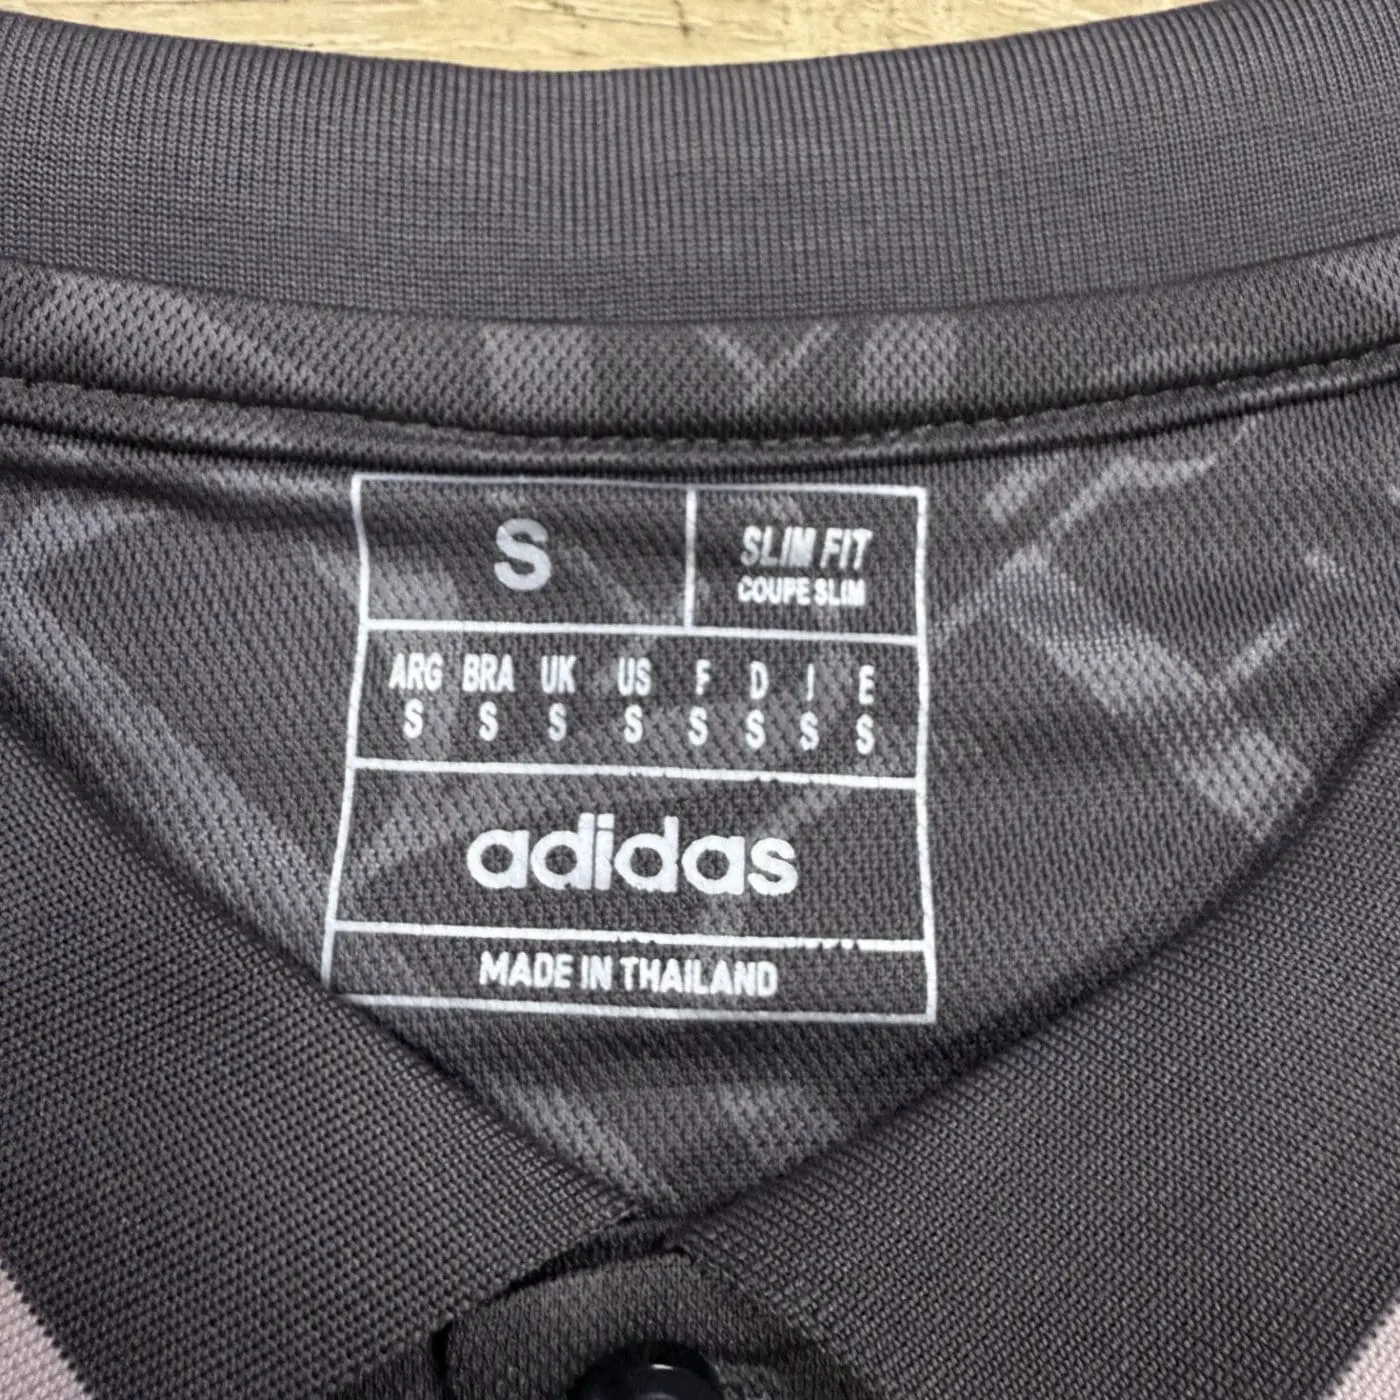 S
SLIM FIT
COUPE SLIM
ARG BRA UK US F D I E
S S S S S S S S
adidas
MADE IN THAILAND